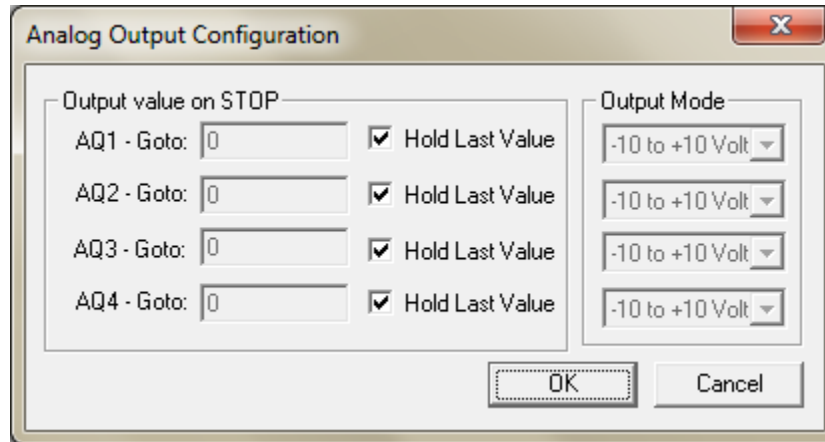 Analog Output Configuration
Output value on STOP
Output Mode
AQ1 - Goto: 0 Hold Last Value -10 to +10 Volt
AQ2 - Goto: 0 Hold Last Value -10 to +10 Volt
AQ3 - Goto: 0 Hold Last Value -10 to +10 Volt
AQ4 - Goto: 0 Hold Last Value -10 to +10 Volt
OK Cancel